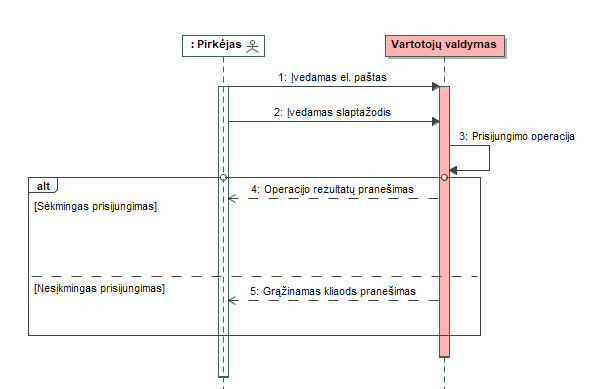 : Pirkėjas
Vartotojų valdymas
1: Įvedamas el. paštas
2: Įvedamas slaptažodis
3: Prisijungimo operacija
alt
4: Operacijo rezultatų pranešimas
[Sėkmingas prisijungimas]
[Nesįkmingas prisijungimas]
5: Grąžinamas kliaods pranešimas